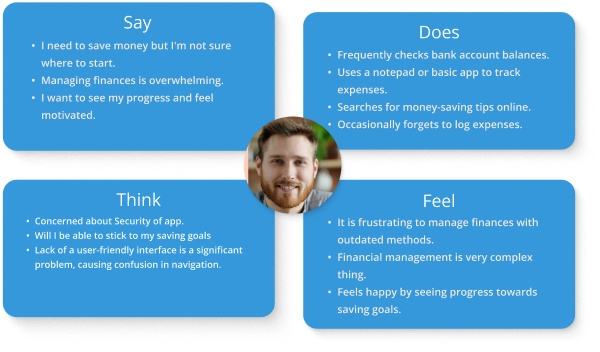 Say
• I need to save money but I'm not sure
where to start.
• Managing finances is overwhelming.
• I want to see my progress and feel
motivated.
Does
• Frequently checks bank account balances.
• Uses a notepad or basic app to track
expenses.
• Searches for money-saving tips online.
• Occasionally forgets to log expenses.
Think
• Concerned about Security of app.
• Will I be able to stick to my saving goals
• Lack of a user-friendly interface is a significant
problem, causing confusion in navigation.
Feel
• It is frustrating to manage finances with
outdated methods.
• Financial management is very complex
thing.
• Feels happy by seeing progress towards
saving goals.